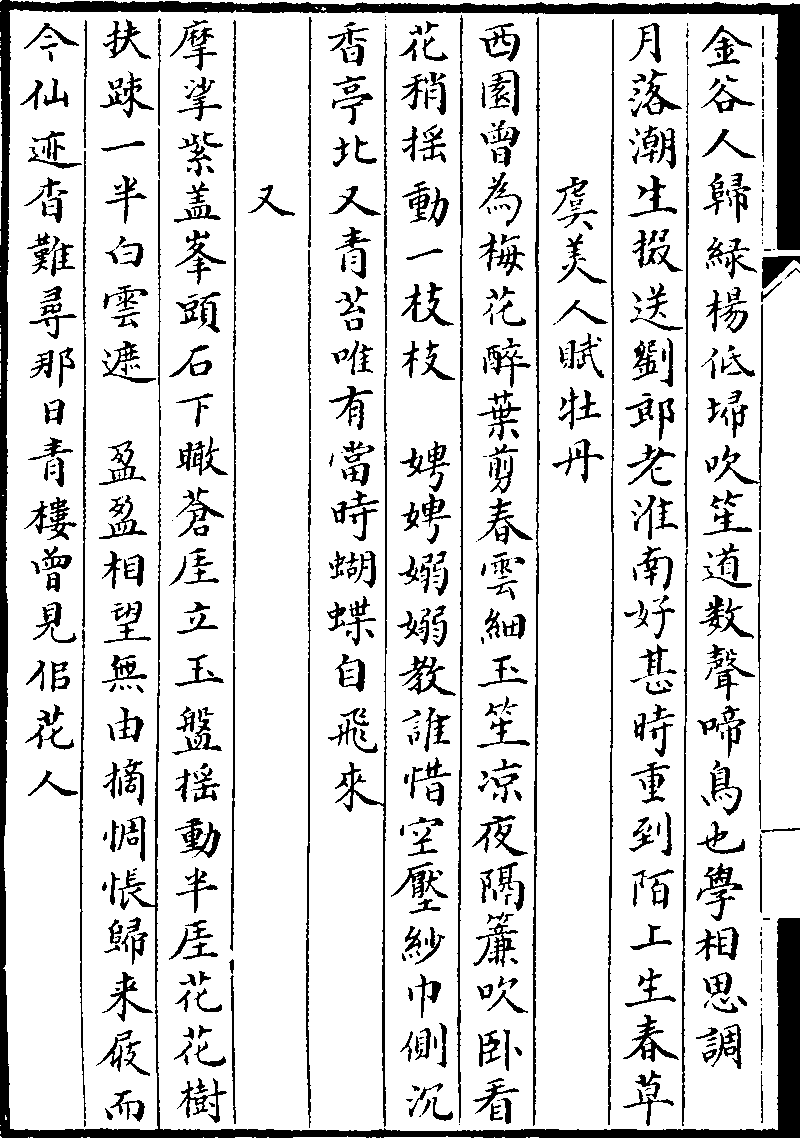 金谷人歸綠楊低埽吹笙道数聲啼鳥也學相思調
月落潮生掇送劉郎老淮南好甚時重到陌上生春草
虞美人賦牡丹
西園曾為梅花醉葉剪春雲細玉笙凉夜隔簾吹卧看
花稍揺動一枝枝　娉娉嫋嫋教誰惜空壓紗巾側沉
香亭北又青苔唯有當時蝴蝶自飛來
又
摩挲紫盖峯頭石下瞰蒼厓立玉盤揺動半厓花花樹
扶踈一半白雲遮　盈盈相望無由摘惆悵歸来屐而
今仙迹杳難尋那日青樓曾見佀花人